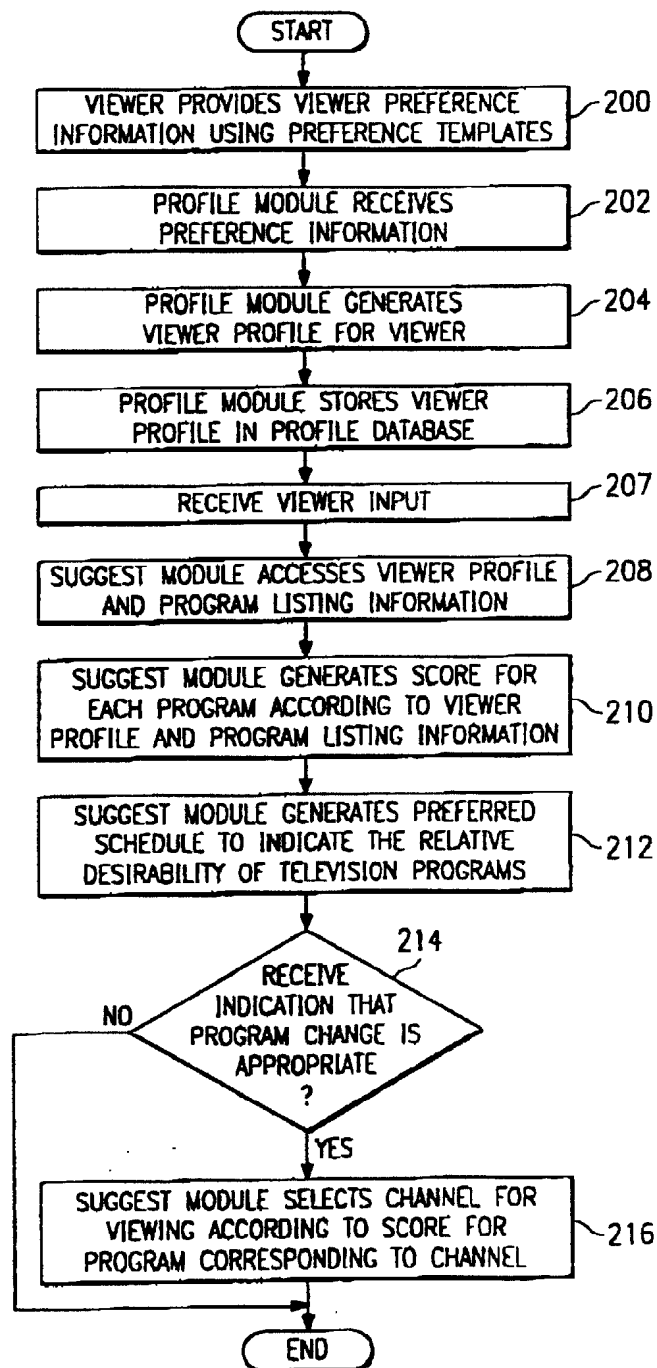 START
VIEWER PROVIDES VIEWER PREFERENCE
INFORMATION USING PREFERENCE TEMPLATES
200
PROFILE MODULE RECEIVES
PREFERENCE INFORMATION
202
PROFILE MODULE GENERATES
VIEWER PROFILE FOR VIEWER
204
PROFILE MODULE STORES VIEWER
PROFILE IN PROFILE DATABASE
206
RECEIVE VIEWER INPUT
207
SUGGEST MODULE ACCESSES VIEWER PROFILE
AND PROGRAM LISTING INFORMATION
208
SUGGEST MODULE GENERATES SCORE FOR
EACH PROGRAM ACCORDING TO VIEWER
PROFILE AND PROGRAM LISTING INFORMATION
210
SUGGEST MODULE GENERATES PREFERRED
SCHEDULE TO INDICATE THE RELATIVE
DESIRABILITY OF TELEVISION PROGRAMS
212
214
RECEIVE
INDICATION THAT
PROGRAM CHANGE IS
APPROPRIATE
?
NO
YES
SUGGEST MODULE SELECTS CHANNEL FOR
VIEWING ACCORDING TO SCORE FOR
PROGRAM CORRESPONDING TO CHANNEL
216
END